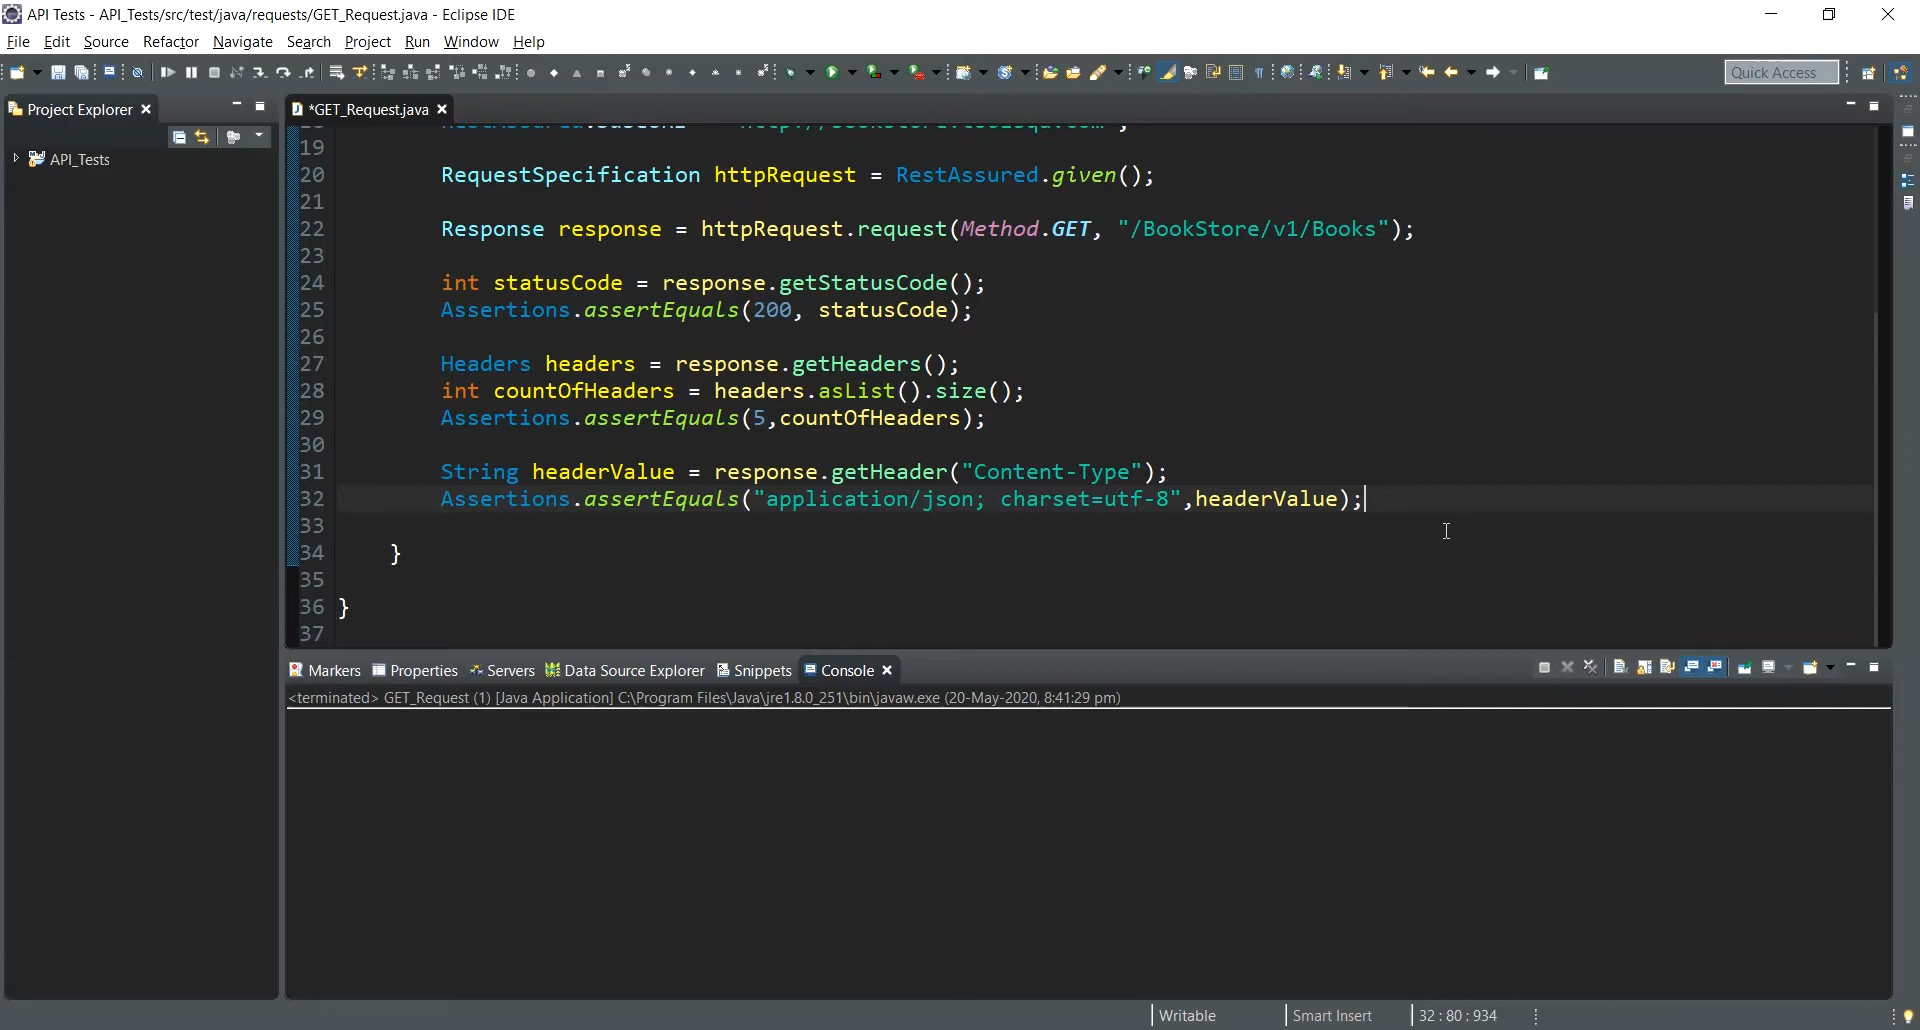 API Tests - API_Tests/src/test/java/requests/GET_Request.java - Eclipse IDE
File Edit Source Refactor Navigate Search Project Run Window Help
Quick Access
Project Explorer
*GET_Request.java
API_Tests
19
20 RequestSpecification httpRequest = RestAssured.given();
21
22 Response response = httpRequest.request(Method.GET, "/BookStore/v1/Books");
23
24 int statusCode = response.getStatusCode();
25 Assertions.assertEquals(200, statusCode);
26
27 Headers headers = response.getHeaders();
28 int countOfHeaders = headers.asList().size();
29 Assertions.assertEquals(5,countOfHeaders);
30
31 String headerValue = response.getHeader("Content-Type");
32 Assertions.assertEquals("application/json; charset=utf-8",headerValue);
33
34 }
35
36 }
37
Markers Properties Servers Data Source Explorer Snippets Console
<terminated> GET_Request (1) [Java Application] C:\Program Files\Java\jre1.8.0_251\bin\javaw.exe (20-May-2020, 8:41:29 pm)
Writable Smart Insert 32 : 80 : 934